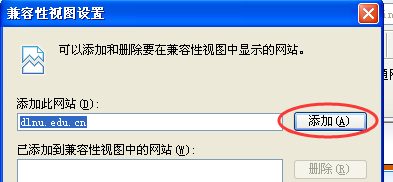 兼容性视图设置
可以添加和删除要在兼容性视图中显示的网站。
添加此网站(D):
dlnu.edu.cn
添加(A)
已添加到兼容性视图中的网站(W):
删除(R)